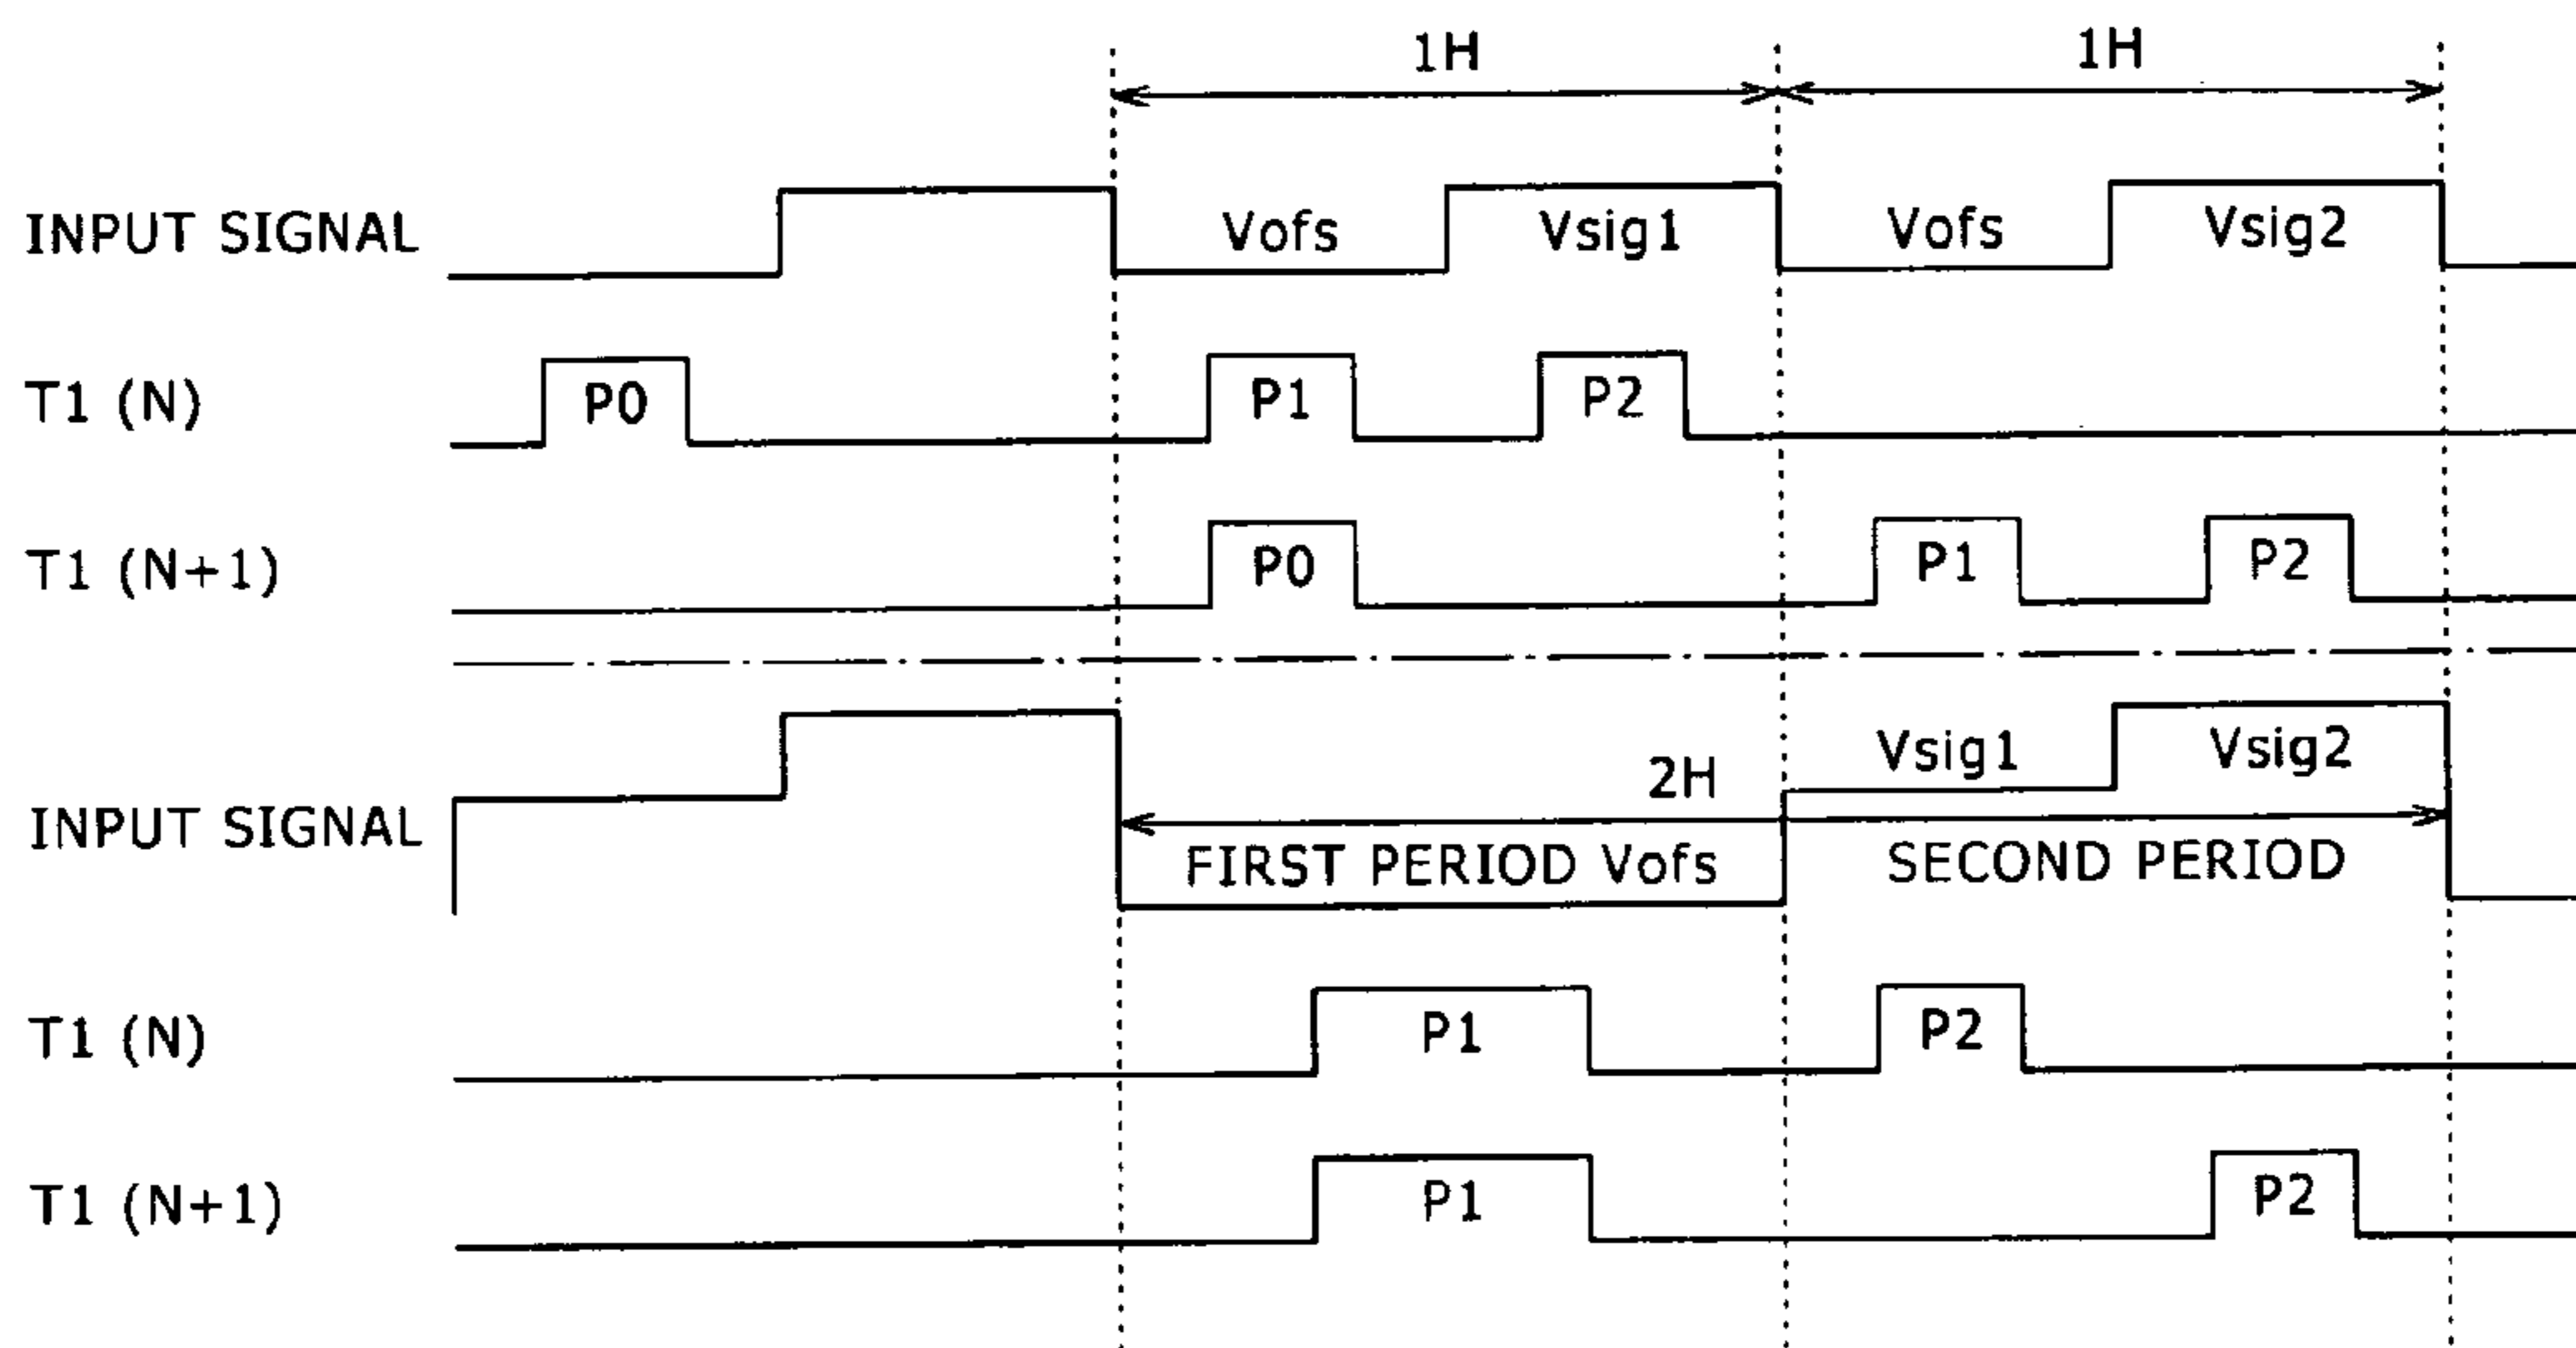 1H 1H
INPUT SIGNAL Vofs Vsig1 Vofs Vsig2
T1 (N) P0 P1 P2
T1 (N+1) P0 P1 P2
Vsig1 Vsig2
2H
INPUT SIGNAL FIRST PERIOD Vofs SECOND PERIOD
T1 (N) P1 P2
T1 (N+1) P1 P2